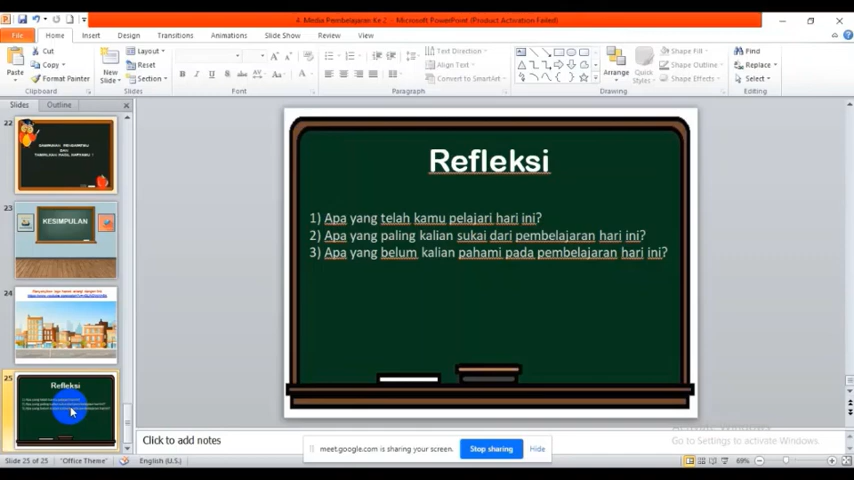 4. Media Pembelajaran Ke 2 - Microsoft PowerPoint (Product Activation Failed)
File Home Insert Design Transitions Animations Slide Show Review View
Cut
Copy
Format Painter
Paste
Clipboard
New
Slide
Layout
Reset
Section
Slides
Font
Paragraph
Text Direction
Align Text
Convert to SmartArt
Arrange
Quick
Styles
Shape Fill
Shape Outline
Shape Effects
Drawing
Find
Replace
Select
Editing
Slides Outline
22
23
KESIMPULAN
24
25
Refleksi
Refleksi
1) Apa yang telah kamu pelajari hari ini?
2) Apa yang paling kalian sukai dari pembelajaran hari ini?
3) Apa yang belum kalian pahami pada pembelajaran hari ini?
Click to add notes
Activate Windows
Go to Settings to activate Windows.
meet.google.com is sharing your screen.
Stop sharing
Hide
Slide 25 of 25 "Office Theme" English (U.S.) 69%